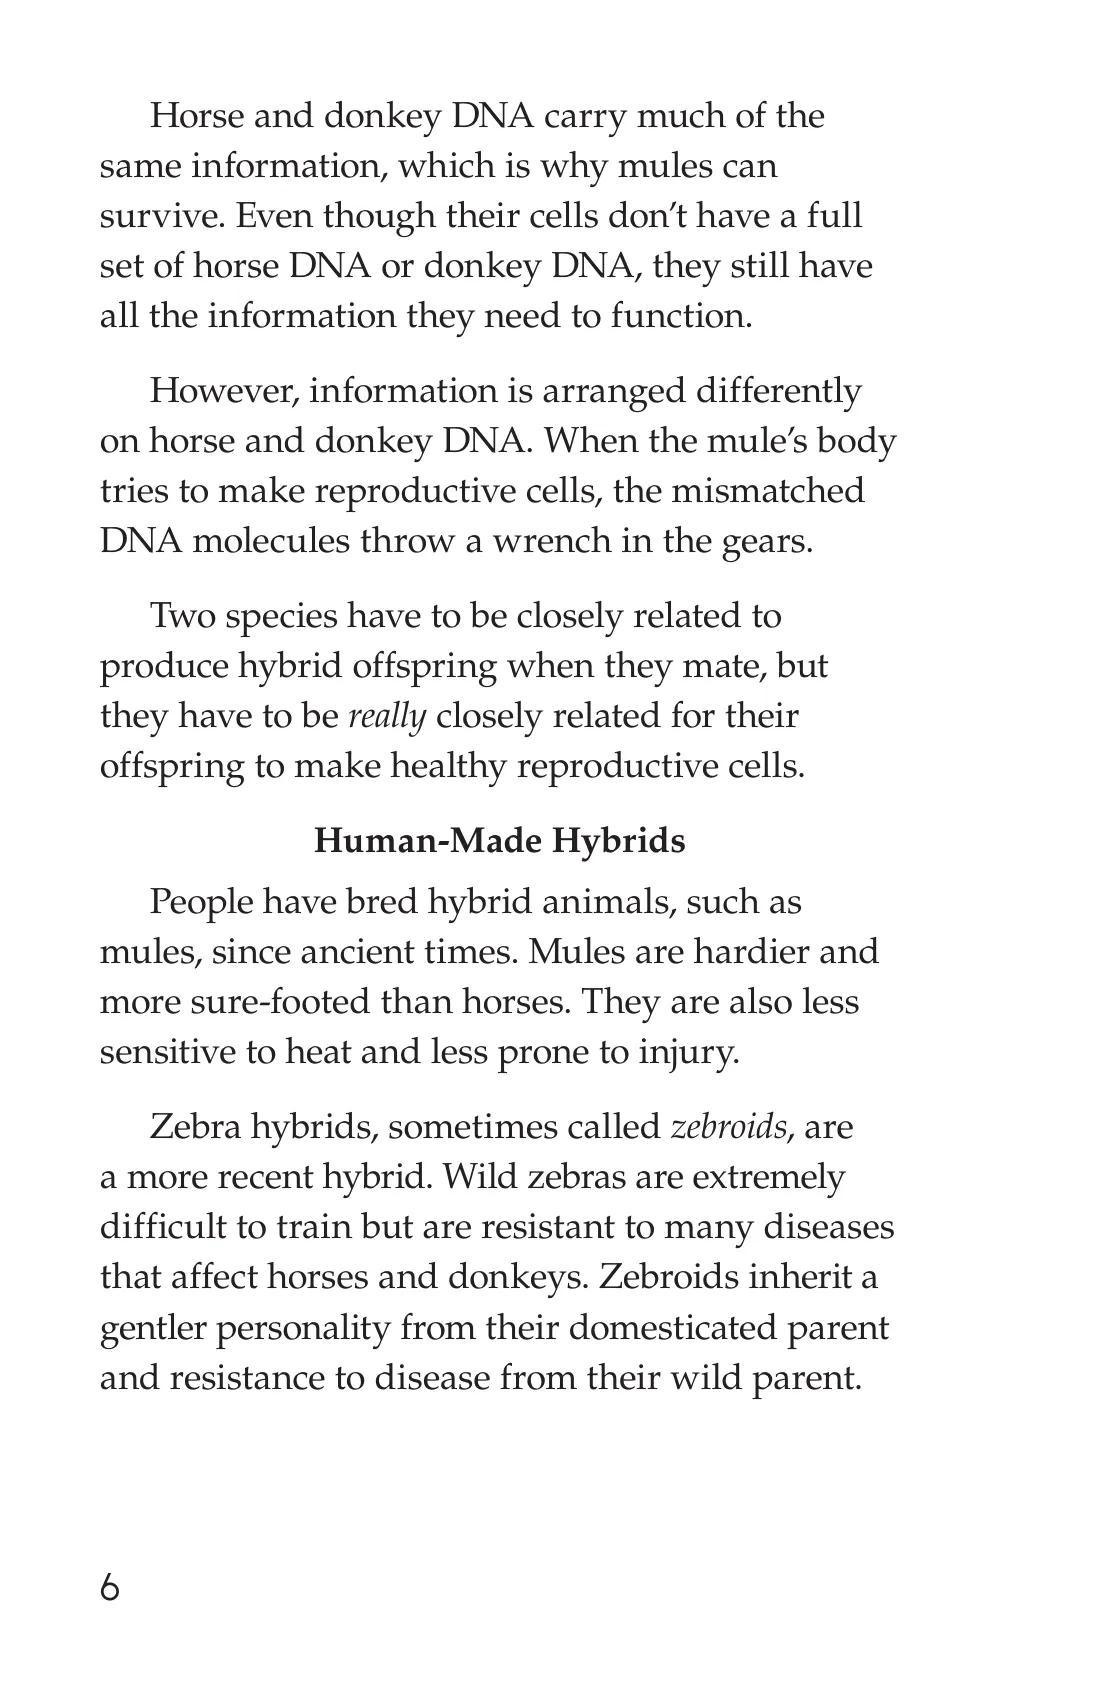 Horse and donkey DNA carry much of the
same information, which is why mules can
survive. Even though their cells don’t have a full
set of horse DNA or donkey DNA, they still have
all the information they need to function.
However, information is arranged differently
on horse and donkey DNA. When the mule’s body
tries to make reproductive cells, the mismatched
DNA molecules throw a wrench in the gears.
Two species have to be closely related to
produce hybrid offspring when they mate, but
they have to be really closely related for their
offspring to make healthy reproductive cells.
Human-Made Hybrids
People have bred hybrid animals, such as
mules, since ancient times. Mules are hardier and
more sure-footed than horses. They are also less
sensitive to heat and less prone to injury.
Zebra hybrids, sometimes called zebroids, are
a more recent hybrid. Wild zebras are extremely
difficult to train but are resistant to many diseases
that affect horses and donkeys. Zebroids inherit a
gentler personality from their domesticated parent
and resistance to disease from their wild parent.
6